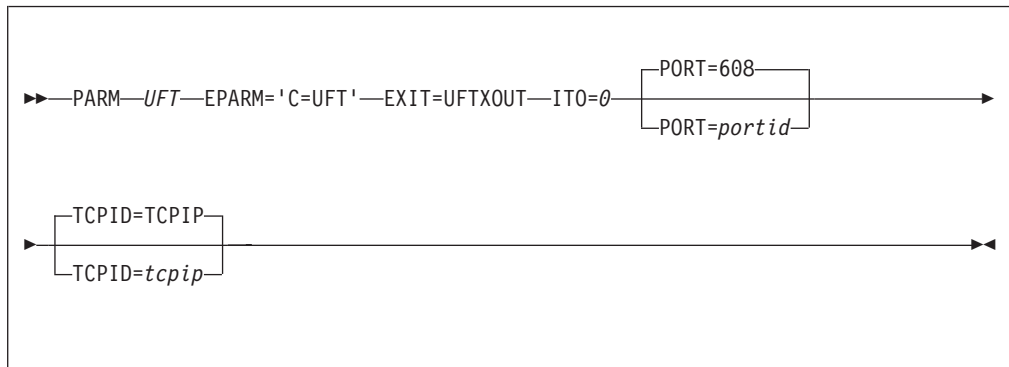 PORT=608
PARM UFT EPARM='C=UFT' EXIT=UFTXOUT ITO=0
PORT=portid
TCPID=TCPIP
TCPID=tcpip